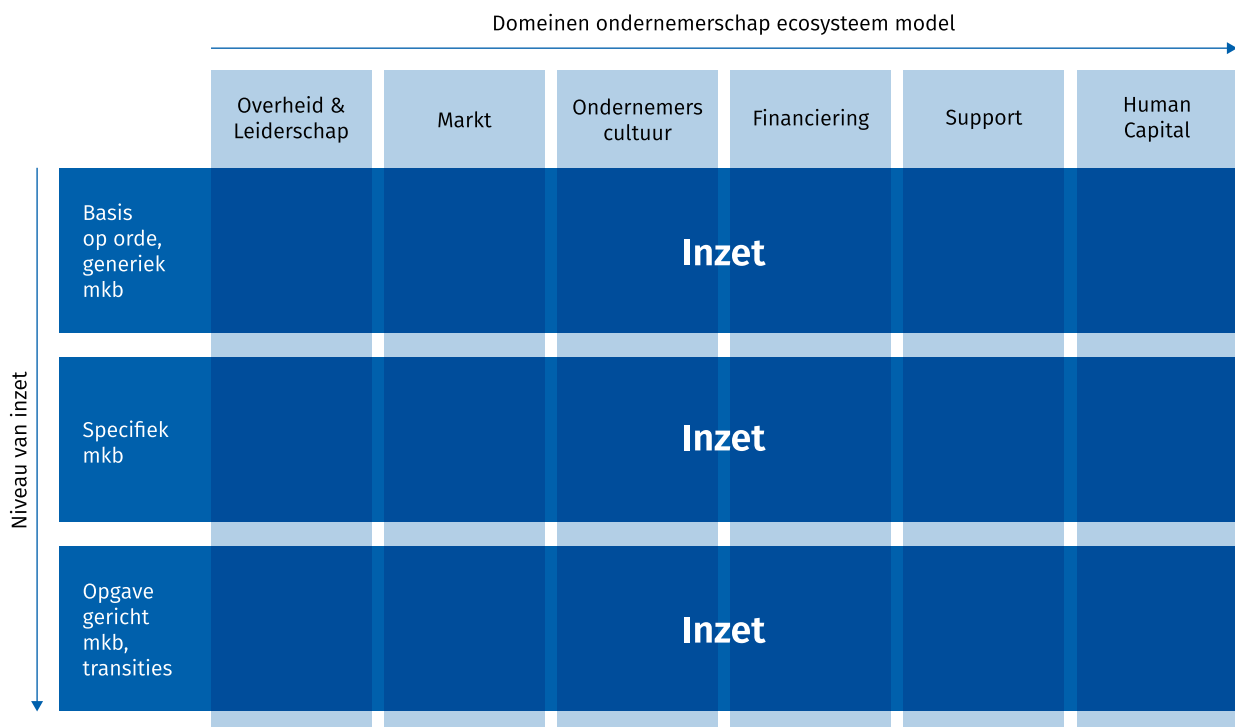 Domeinen ondernemerschap ecosysteem model
Overheid &
Leiderschap
Markt
Ondernemers
cultuur
Financiering
Support
Human
Capital
Niveau van inzet
Basis
op orde,
generiek
mkb
Inzet
Specifiek
mkb
Inzet
Opgave
gericht
mkb,
transities
Inzet